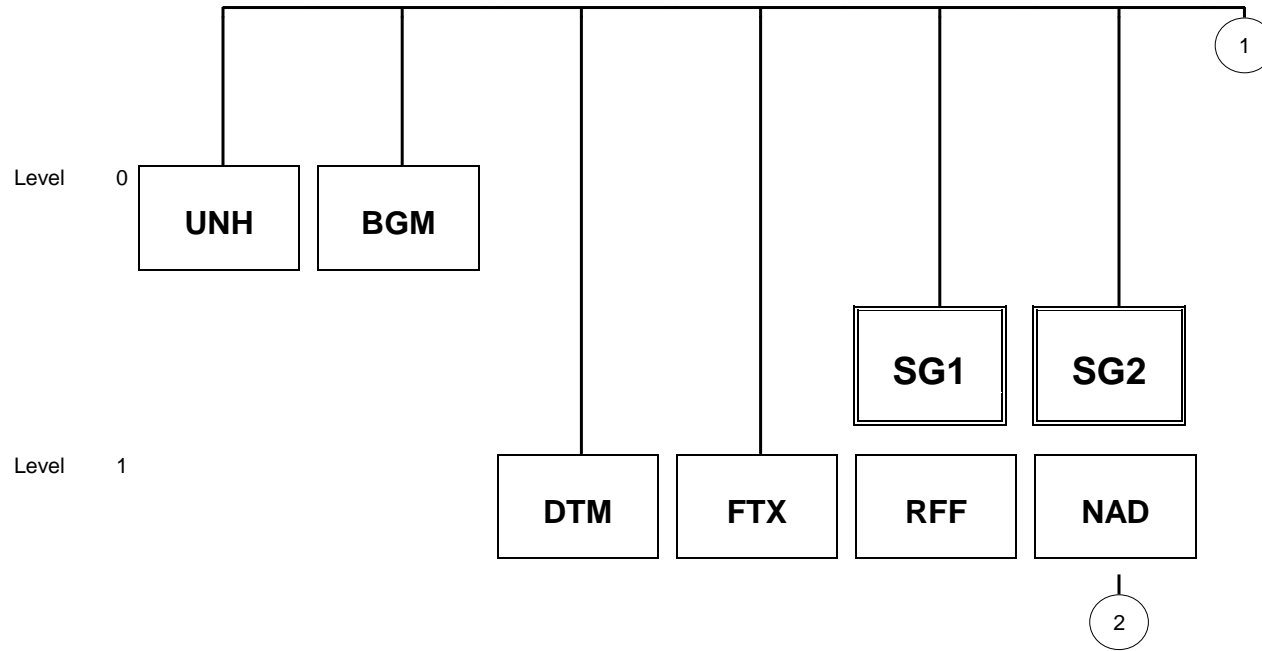 1
Level 0
UNH BGM
SG1 SG2
Level 1
DTM FTX RFF NAD
2